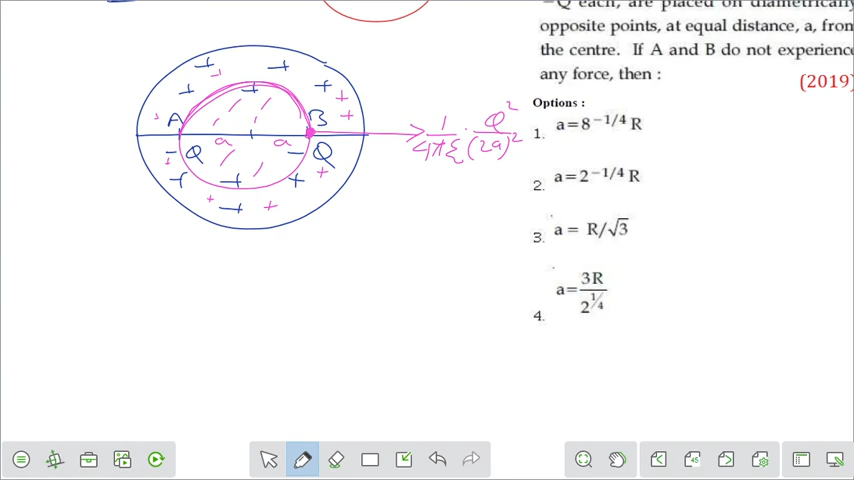 −Q each, are placed on diametrically
opposite points, at equal distance, a, from
the centre. If A and B do not experience
any force, then :
(2019)
Options :
1. a=8^{−1/4} R
2. a=2^{−1/4} R
3. a = R/√3
4. a=3R/2^{1/4}
A B
a a
−Q −Q
1/4πε · Q²/(2a)²
45